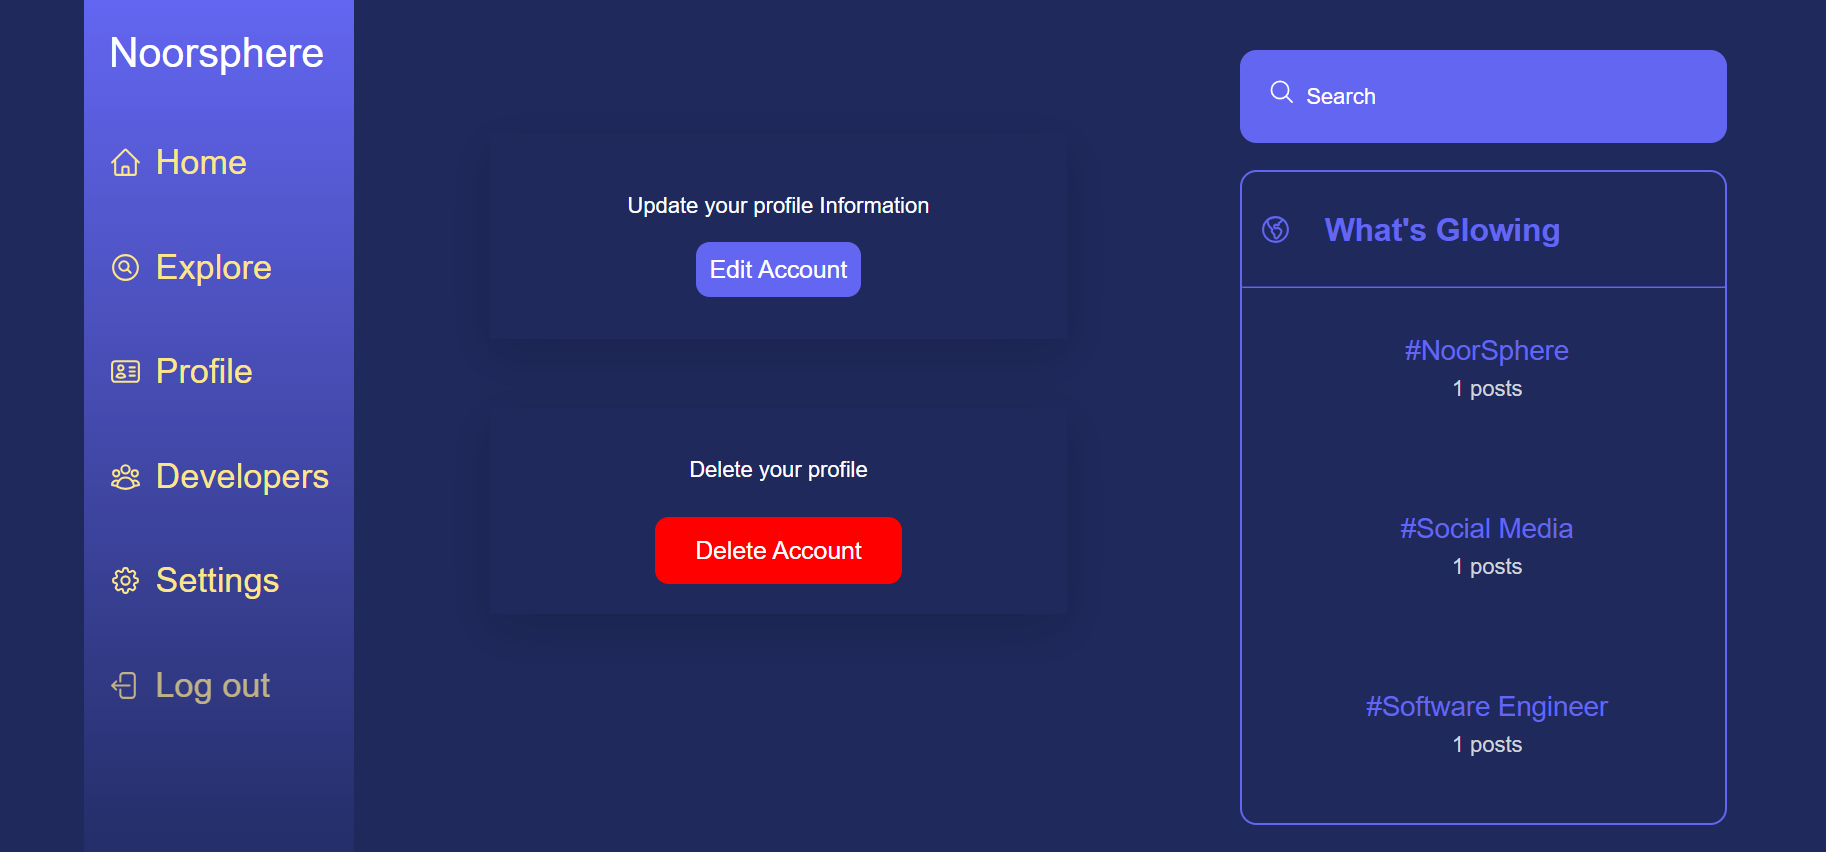 Noorsphere
Home
Explore
Profile
Developers
Settings
Log out
Update your profile Information
Edit Account
Delete your profile
Delete Account
Search
What's Glowing
#NoorSphere
1 posts
#Social Media
1 posts
#Software Engineer
1 posts